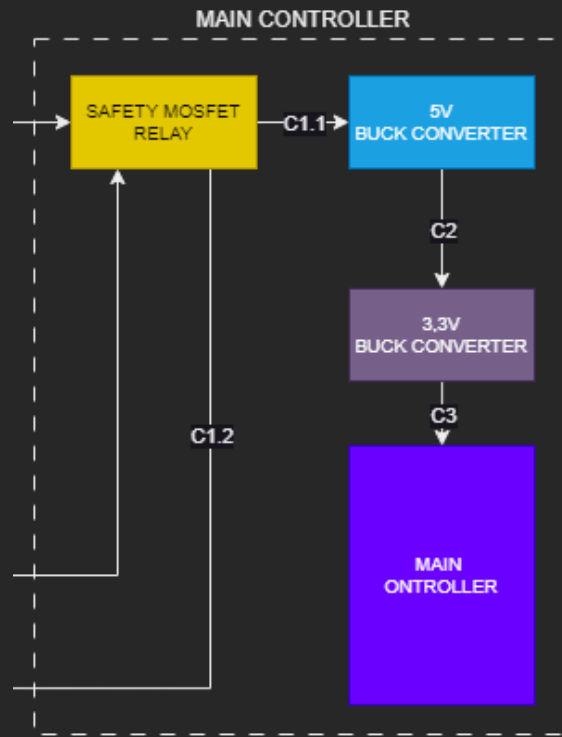 MAIN CONTROLLER
SAFETY MOSFET
RELAY
C1.1
5V
BUCK CONVERTER
C2
3,3V
BUCK CONVERTER
C3
C1.2
MAIN
ONTROLLER